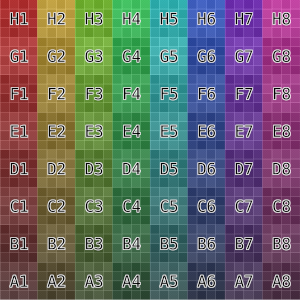 H1 H2 H3 H4 H5 H6 H7 H8
G1 G2 G3 G4 G5 G6 G7 G8
F1 F2 F3 F4 F5 F6 F7 F8
E1 E2 E3 E4 E5 E6 E7 E8
D1 D2 D3 D4 D5 D6 D7 D8
C1 C2 C3 C4 C5 C6 C7 C8
B1 B2 B3 B4 B5 B6 B7 B8
A1 A2 A3 A4 A5 A6 A7 A8